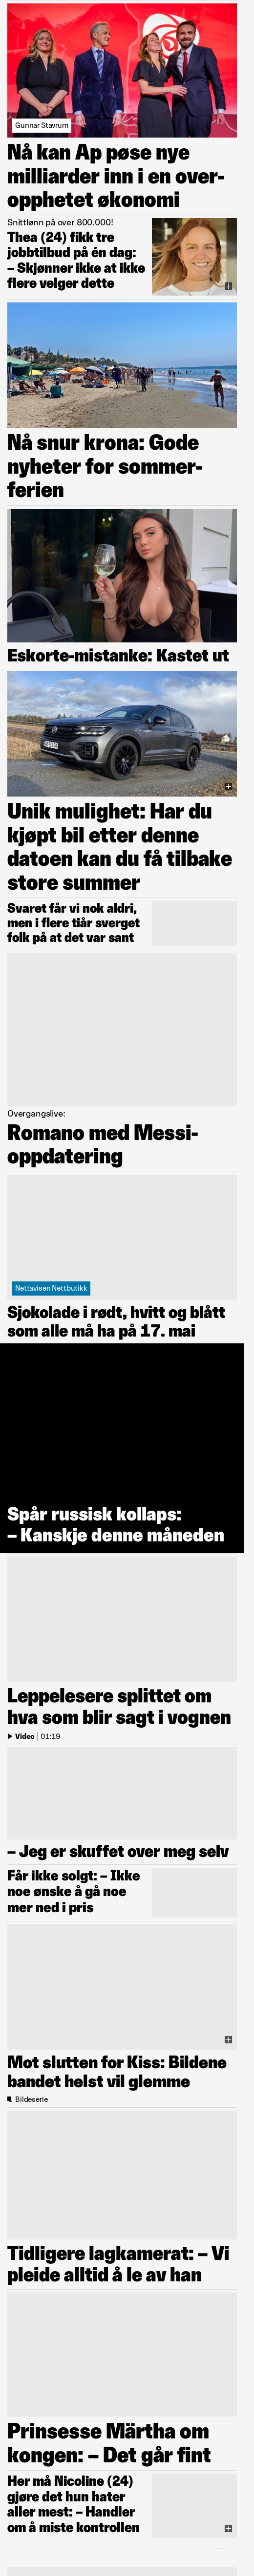 Gunnar Stavrum
Nå kan Ap pøse nye
milliarder inn i en over-
opphetet økonomi
Snittlønn på over 800.000!
Thea (24) fikk tre
jobbtilbud på én dag:
– Skjønner ikke at ikke
flere velger dette
Nå snur krona: Gode
nyheter for sommer-
ferien
Eskorte-mistanke: Kastet ut
Unik mulighet: Har du
kjøpt bil etter denne
datoen kan du få tilbake
store summer
Svaret får vi nok aldri,
men i flere tiår sverget
folk på at det var sant
Overgangslive:
Romano med Messi-
oppdatering
Nettavisen Nettbutikk
Sjokolade i rødt, hvitt og blått
som alle må ha på 17. mai
Spår russisk kollaps:
– Kanskje denne måneden
Leppelesere splittet om
hva som blir sagt i vognen
Video | 01:19
– Jeg er skuffet over meg selv
Får ikke solgt: – Ikke
noe ønske å gå noe
mer ned i pris
Mot slutten for Kiss: Bildene
bandet helst vil glemme
Bildeserie
Tidligere lagkamerat: – Vi
pleide alltid å le av han
Prinsesse Märtha om
kongen: – Det går fint
Her må Nicoline (24)
gjøre det hun hater
aller mest: – Handler
om å miste kontrollen